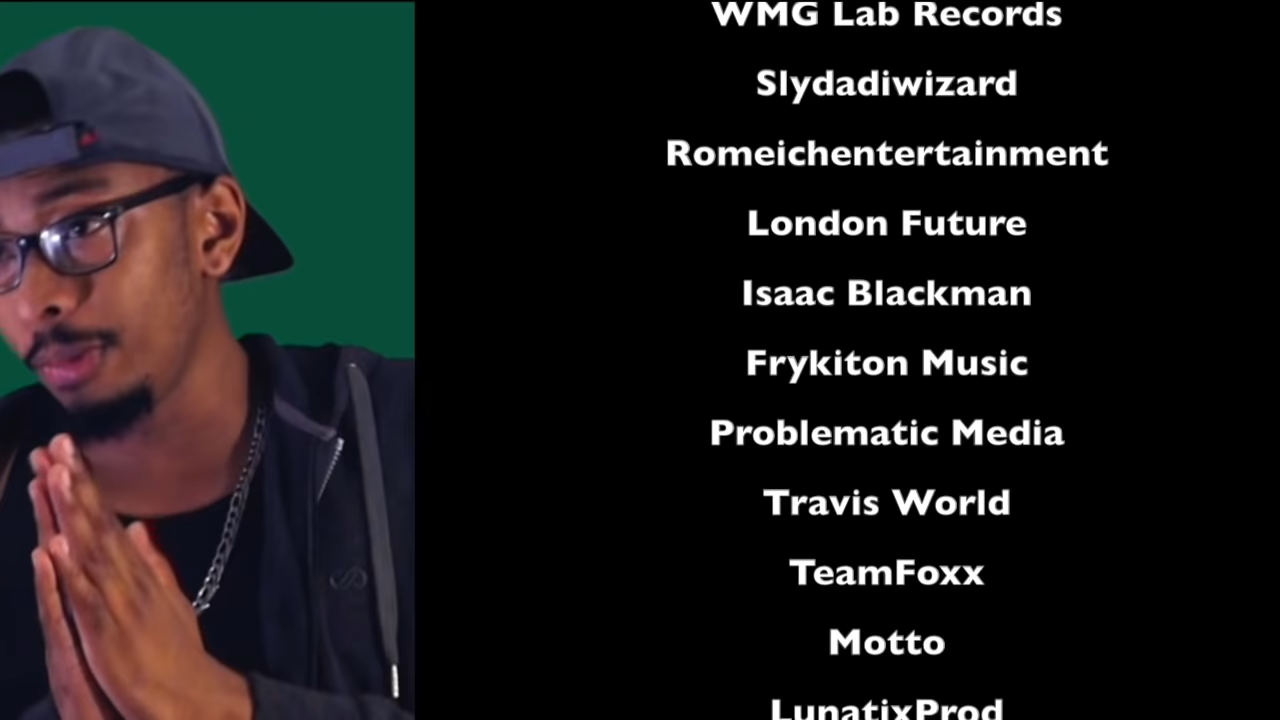 WMG Lab Records
Slydadiwizard
Romeichentertainment
London Future
Isaac Blackman
Frykiton Music
Problematic Media
Travis World
TeamFoxx
Motto
LunatixProd